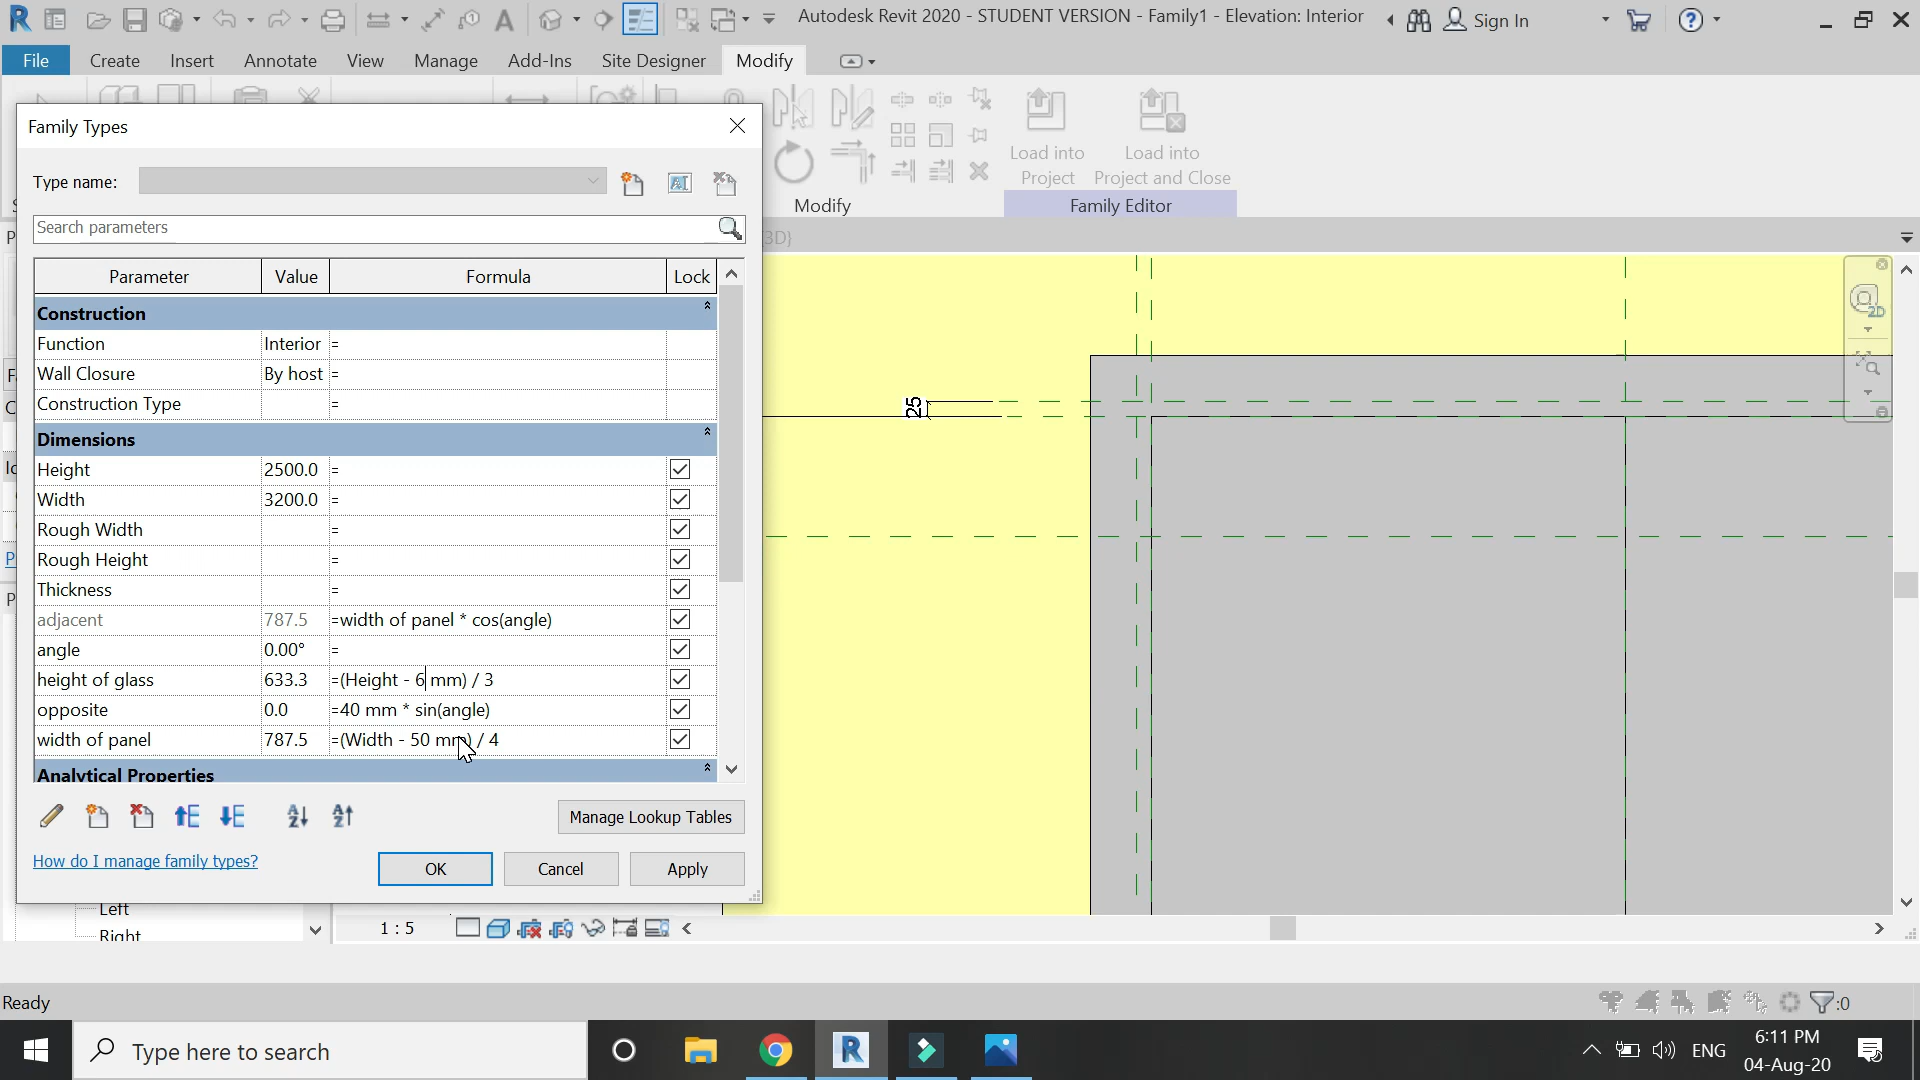 Autodesk Revit 2020 - STUDENT VERSION - Family1 - Elevation: Interior
Sign In
File
Create
Insert
Annotate
View
Manage
Add-Ins
Site Designer
Modify
Load into
Project
Load into
Project and Close
Modify
Family Editor
3D}
Family Types
Type name:
Search parameters
Parameter
Value
Formula
Lock
Construction
Function
Interior
=
Wall Closure
By host
=
Construction Type
=
Dimensions
Height
2500.0
=
Width
3200.0
=
Rough Width
=
Rough Height
=
Thickness
=
adjacent
787.5
=width of panel * cos(angle)
angle
0.00°
=
height of glass
633.3
=(Height - 6 mm) / 3
opposite
0.0
=40 mm * sin(angle)
width of panel
787.5
=(Width - 50 mm) / 4
Analytical Properties
Manage Lookup Tables
How do I manage family types?
OK
Cancel
Apply
25
2D
Left
Right
1 : 5
Ready
:0
Type here to search
ENG
6:11 PM
04-Aug-20